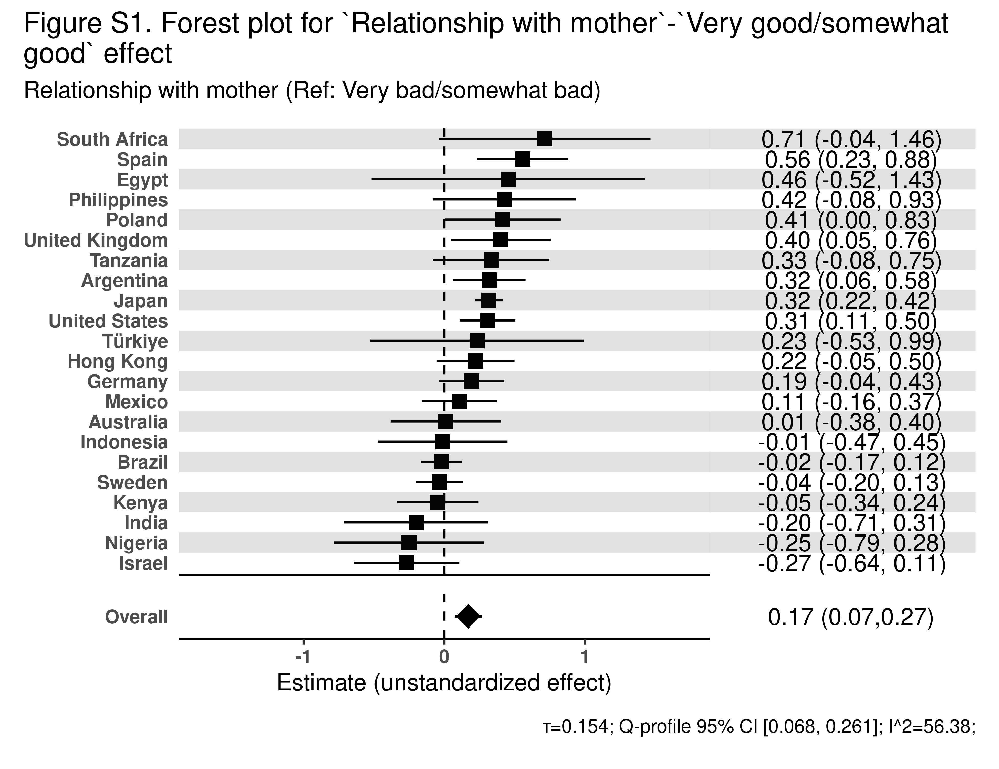 Figure S1. Forest plot for `Relationship with mother`-`Very good/somewhat
good` effect
Relationship with mother (Ref: Very bad/somewhat bad)
South Africa 0.71 (-0.04, 1.46)
Spain 0.56 (0.23, 0.88)
Egypt 0.46 (-0.52, 1.43)
Philippines 0.42 (-0.08, 0.93)
Poland 0.41 (0.00, 0.83)
United Kingdom 0.40 (0.05, 0.76)
Tanzania 0.33 (-0.08, 0.75)
Argentina 0.32 (0.06, 0.58)
Japan 0.32 (0.22, 0.42)
United States 0.31 (0.11, 0.50)
Türkiye 0.23 (-0.53, 0.99)
Hong Kong 0.22 (-0.05, 0.50)
Germany 0.19 (-0.04, 0.43)
Mexico 0.11 (-0.16, 0.37)
Australia 0.01 (-0.38, 0.40)
Indonesia -0.01 (-0.47, 0.45)
Brazil -0.02 (-0.17, 0.12)
Sweden -0.04 (-0.20, 0.13)
Kenya -0.05 (-0.34, 0.24)
India -0.20 (-0.71, 0.31)
Nigeria -0.25 (-0.79, 0.28)
Israel -0.27 (-0.64, 0.11)
Overall 0.17 (0.07,0.27)
-1 0 1
Estimate (unstandardized effect)
τ=0.154; Q-profile 95% CI [0.068, 0.261]; I^2=56.38;